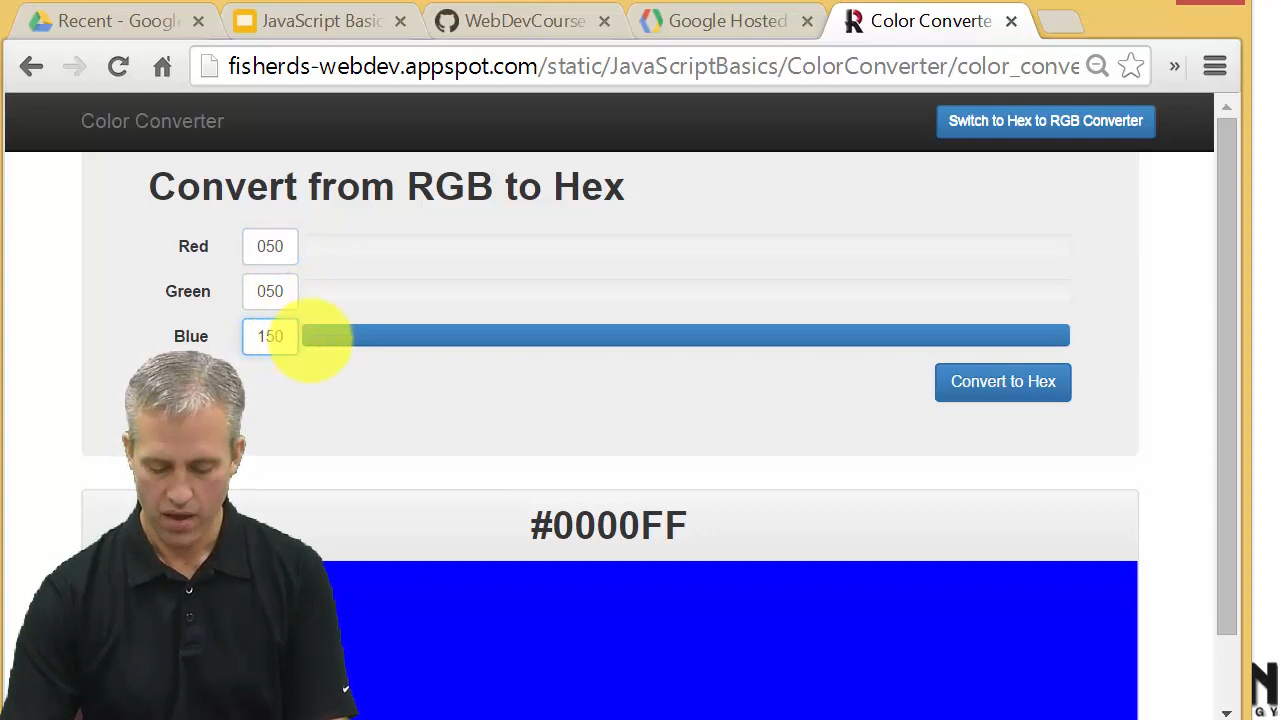 Recent - Googl
JavaScript Basic
WebDevCourse
Google Hosted
Color Converte
fisherds-webdev.appspot.com/static/JavaScriptBasics/ColorConverter/color_conve
»
Color Converter
Switch to Hex to RGB Converter
Convert from RGB to Hex
Red 050
Green 050
Blue 150
Convert to Hex
#0000FF
N
G Y